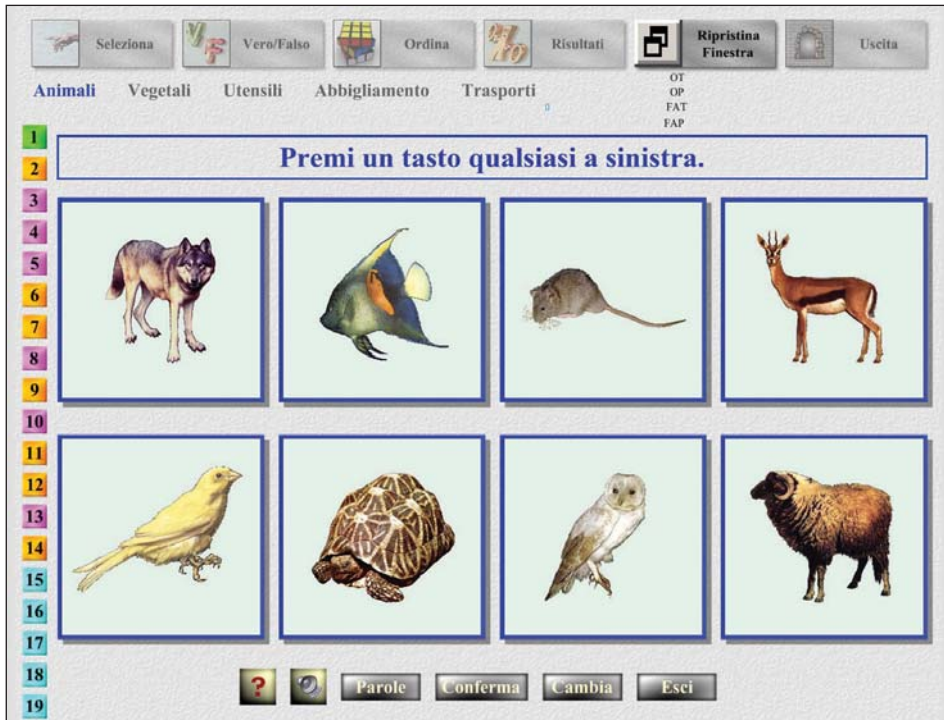 Seleziona
Vero/Falso
Ordina
Risultati
Ripristina
Finestra
Uscita
Animali Vegetali Utensili Abbigliamento Trasporti
OT
OP
FAT
FAP
Premi un tasto qualsiasi a sinistra.
1
2
3
4
5
6
7
8
9
10
11
12
13
14
15
16
17
18
19
? Parole Conferma Cambia Esci